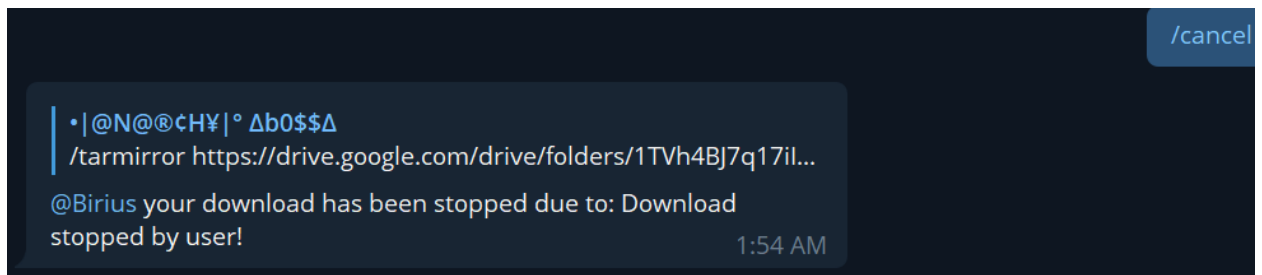 /cancel
•|@N@®¢H¥|° Δb0$$Δ
/tarmirror https://drive.google.com/drive/folders/1TVh4BJ7q17iI...
@Birius your download has been stopped due to: Download
stopped by user!
1:54 AM